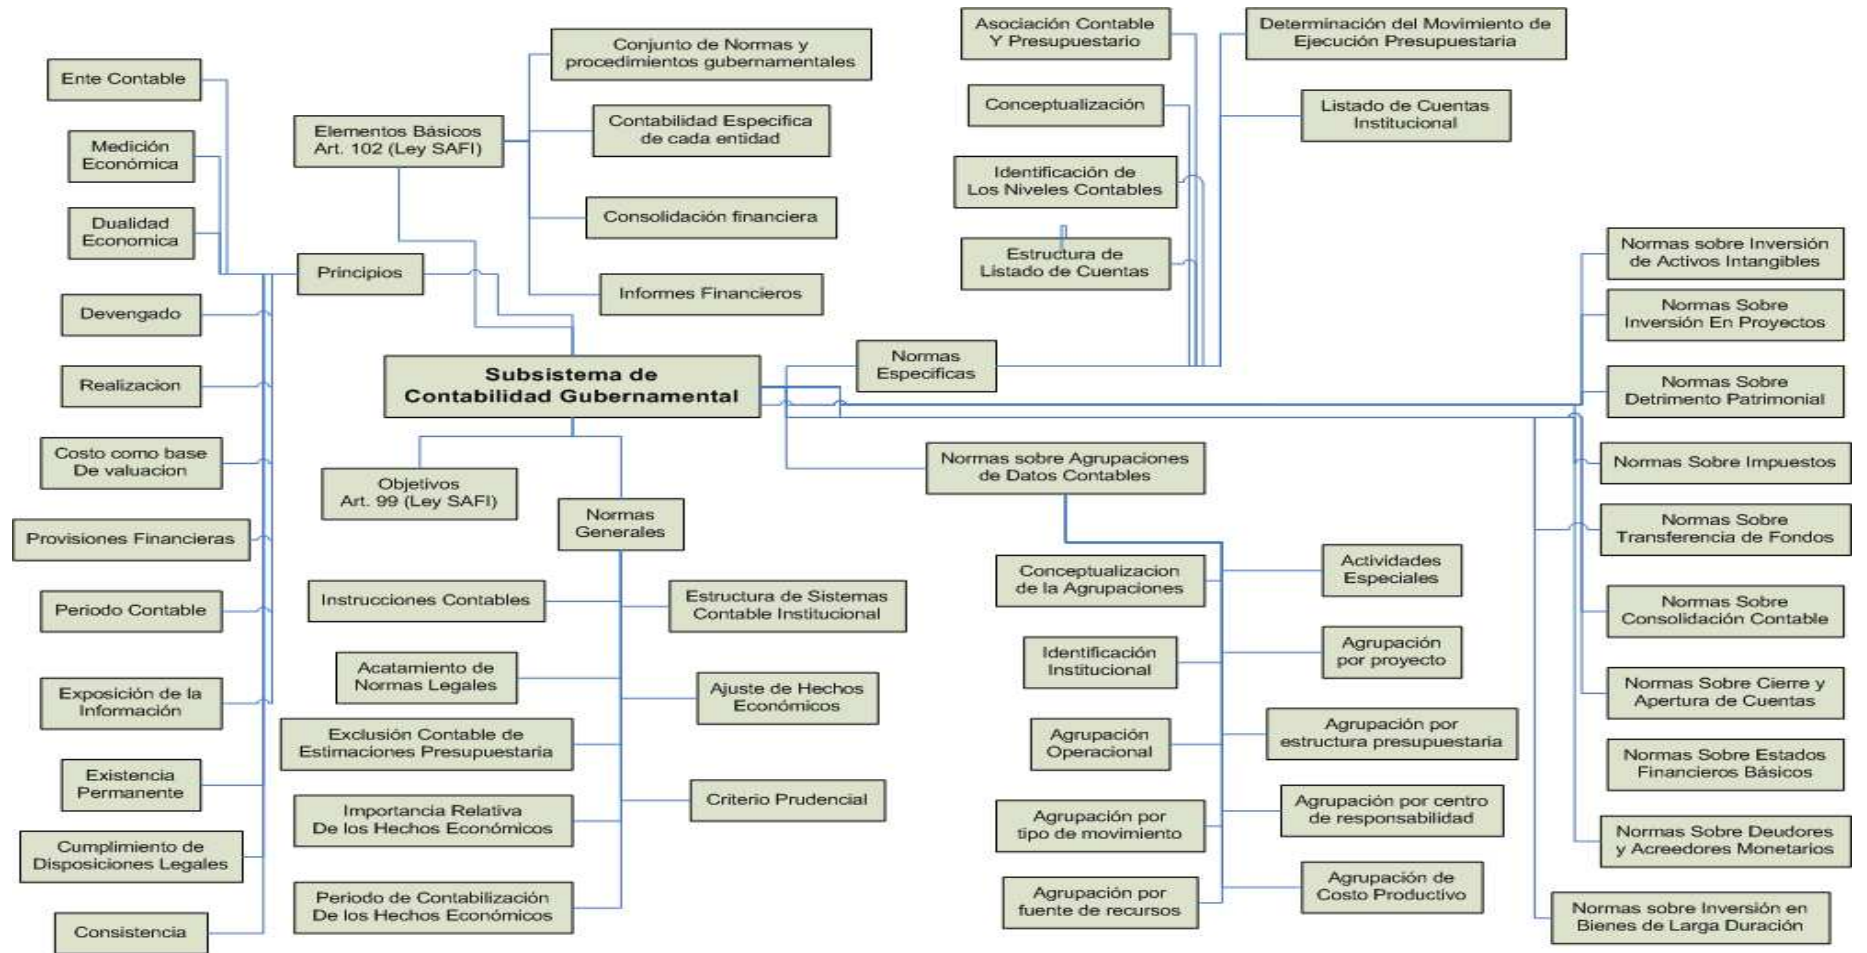 Ente Contable
Medición
Económica
Dualidad
Economica
Devengado
Realizacion
Costo como base
De valuacion
Provisiones Financieras
Periodo Contable
Exposición de la
Información
Existencia
Permanente
Cumplimiento de
Disposiciones Legales
Consistencia
Principios
Elementos Básicos
Art. 102 (Ley SAFI)
Conjunto de Normas y
procedimientos gubernamentales
Contabilidad Especifica
de cada entidad
Consolidación financiera
Informes Financieros
Subsistema de
Contabilidad Gubernamental
Objetivos
Art. 99 (Ley SAFI)
Normas
Generales
Instrucciones Contables
Acatamiento de
Normas Legales
Exclusión Contable de
Estimaciones Presupuestaria
Importancia Relativa
De los Hechos Económicos
Periodo de Contabilización
De los Hechos Económicos
Estructura de Sistemas
Contable Institucional
Ajuste de Hechos
Económicos
Criterio Prudencial
Asociación Contable
Y Presupuestario
Conceptualización
Identificación de
Los Niveles Contables
Estructura de
Listado de Cuentas
Determinación del Movimiento de
Ejecución Presupuestaria
Listado de Cuentas
Institucional
Normas
Especificas
Normas sobre Agrupaciones
de Datos Contables
Conceptualizacion
de la Agrupaciones
Identificación
Institucional
Agrupación
Operacional
Agrupación por
tipo de movimiento
Agrupación por
fuente de recursos
Actividades
Especiales
Agrupación
por proyecto
Agrupación por
estructura presupuestaria
Agrupación por centro
de responsabilidad
Agrupación de
Costo Productivo
Normas sobre Inversión
de Activos Intangibles
Normas Sobre
Inversión En Proyectos
Normas Sobre
Detrimento Patrimonial
Normas Sobre Impuestos
Normas Sobre
Transferencia de Fondos
Normas Sobre
Consolidación Contable
Normas Sobre Cierre y
Apertura de Cuentas
Normas Sobre Estados
Financieros Básicos
Normas Sobre Deudores
y Acreedores Monetarios
Normas sobre Inversión en
Bienes de Larga Duración